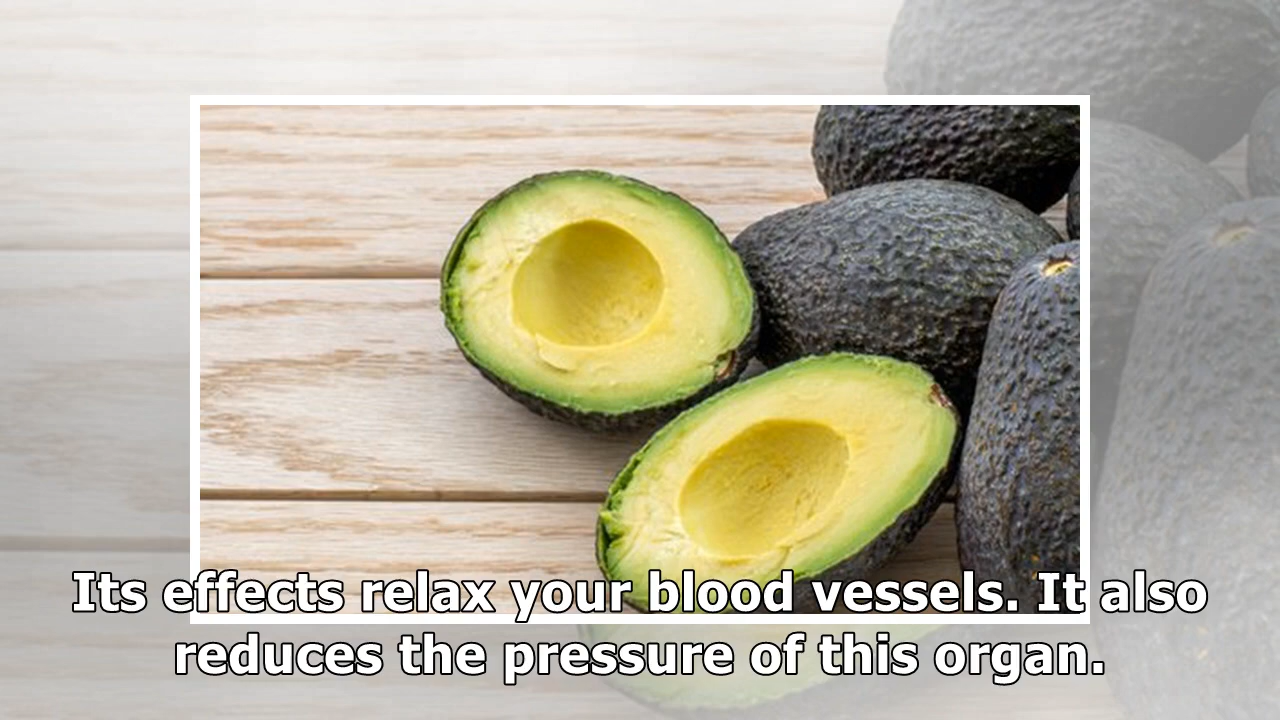 Its effects relax your blood vessels. It also
reduces the pressure of this organ.